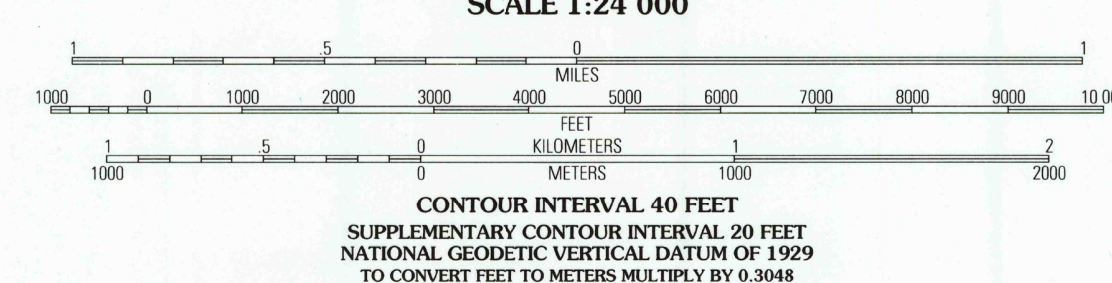 SCALE 1:24 000
1 .5 0 1
MILES
1000 0 1000 2000 3000 4000 5000 6000 7000 8000 9000 10 00
FEET
1 .5 0 KILOMETERS 1 2
1000 0 METERS 1000 2000
CONTOUR INTERVAL 40 FEET
SUPPLEMENTARY CONTOUR INTERVAL 20 FEET
NATIONAL GEODETIC VERTICAL DATUM OF 1929
TO CONVERT FEET TO METERS MULTIPLY BY 0.3048